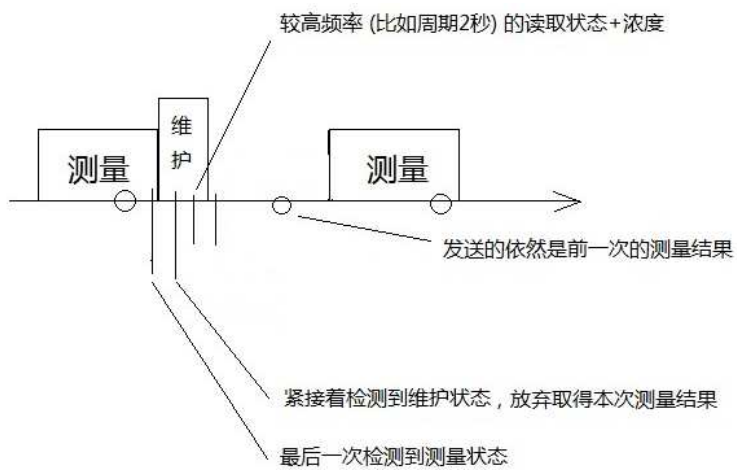 较高频率 (比如周期2秒) 的读取状态+浓度
维
护
测量
测量
发送的依然是前一次的测量结果
紧接着检测到维护状态，放弃取得本次测量结果
最后一次检测到测量状态